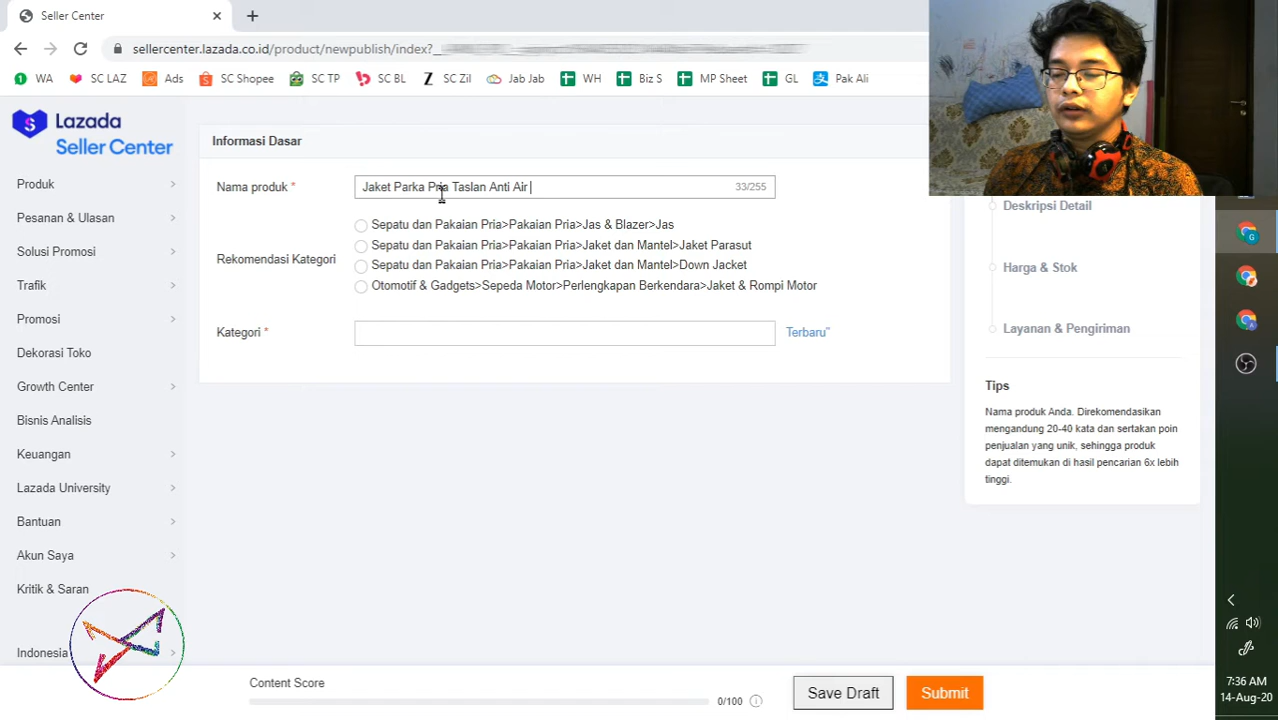 Seller Center
sellercenter.lazada.co.id/product/newpublish/index?_
WA SC LAZ Ads SC Shopee SC TP SC BL SC Zil Jab Jab WH Biz S MP Sheet GL Pak Ali
Lazada
Seller Center
Produk
Pesanan & Ulasan
Solusi Promosi
Trafik
Promosi
Dekorasi Toko
Growth Center
Bisnis Analisis
Keuangan
Lazada University
Bantuan
Akun Saya
Kritik & Saran
Indonesia
Informasi Dasar
Nama produk * Jaket Parka Pria Taslan Anti Air 33/255
Rekomendasi Kategori
Sepatu dan Pakaian Pria>Pakaian Pria>Jas & Blazer>Jas
Sepatu dan Pakaian Pria>Pakaian Pria>Jaket dan Mantel>Jaket Parasut
Sepatu dan Pakaian Pria>Pakaian Pria>Jaket dan Mantel>Down Jacket
Otomotif & Gadgets>Sepeda Motor>Perlengkapan Berkendara>Jaket & Rompi Motor
Kategori * Terbaru"
Deskripsi Detail
Harga & Stok
Layanan & Pengiriman
Tips
Nama produk Anda. Direkomendasikan
mengandung 20-40 kata dan sertakan poin
penjualan yang unik, sehingga produk
dapat ditemukan di hasil pencarian 6x lebih
tinggi.
Content Score
0/100
Save Draft
Submit
7:36 AM
14-Aug-20